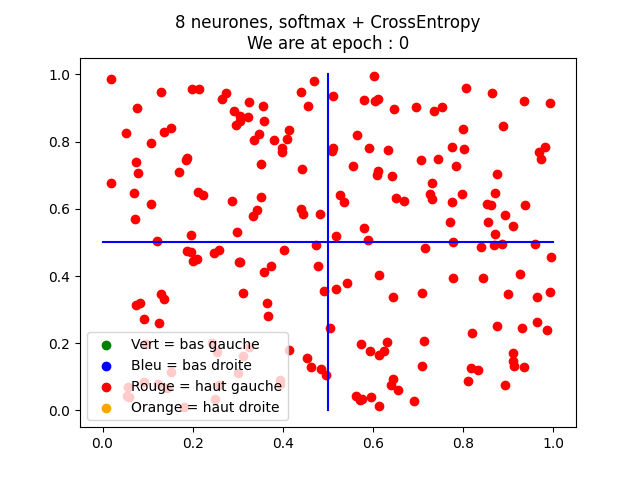 8 neurones, softmax + CrossEntropy
We are at epoch : 0
1.0
0.8
0.6
0.4
0.2
0.0
Vert = bas gauche
Bleu = bas droite
Rouge = haut gauche
Orange = haut droite
0.0 0.2 0.4 0.6 0.8 1.0